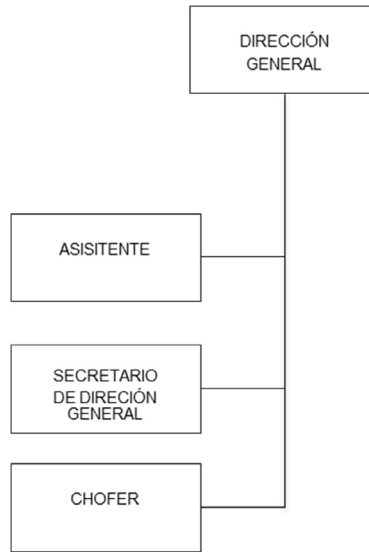 DIRECCIÓN
GENERAL
ASISITENTE
SECRETARIO
DE DIRECIÓN
GENERAL
CHOFER